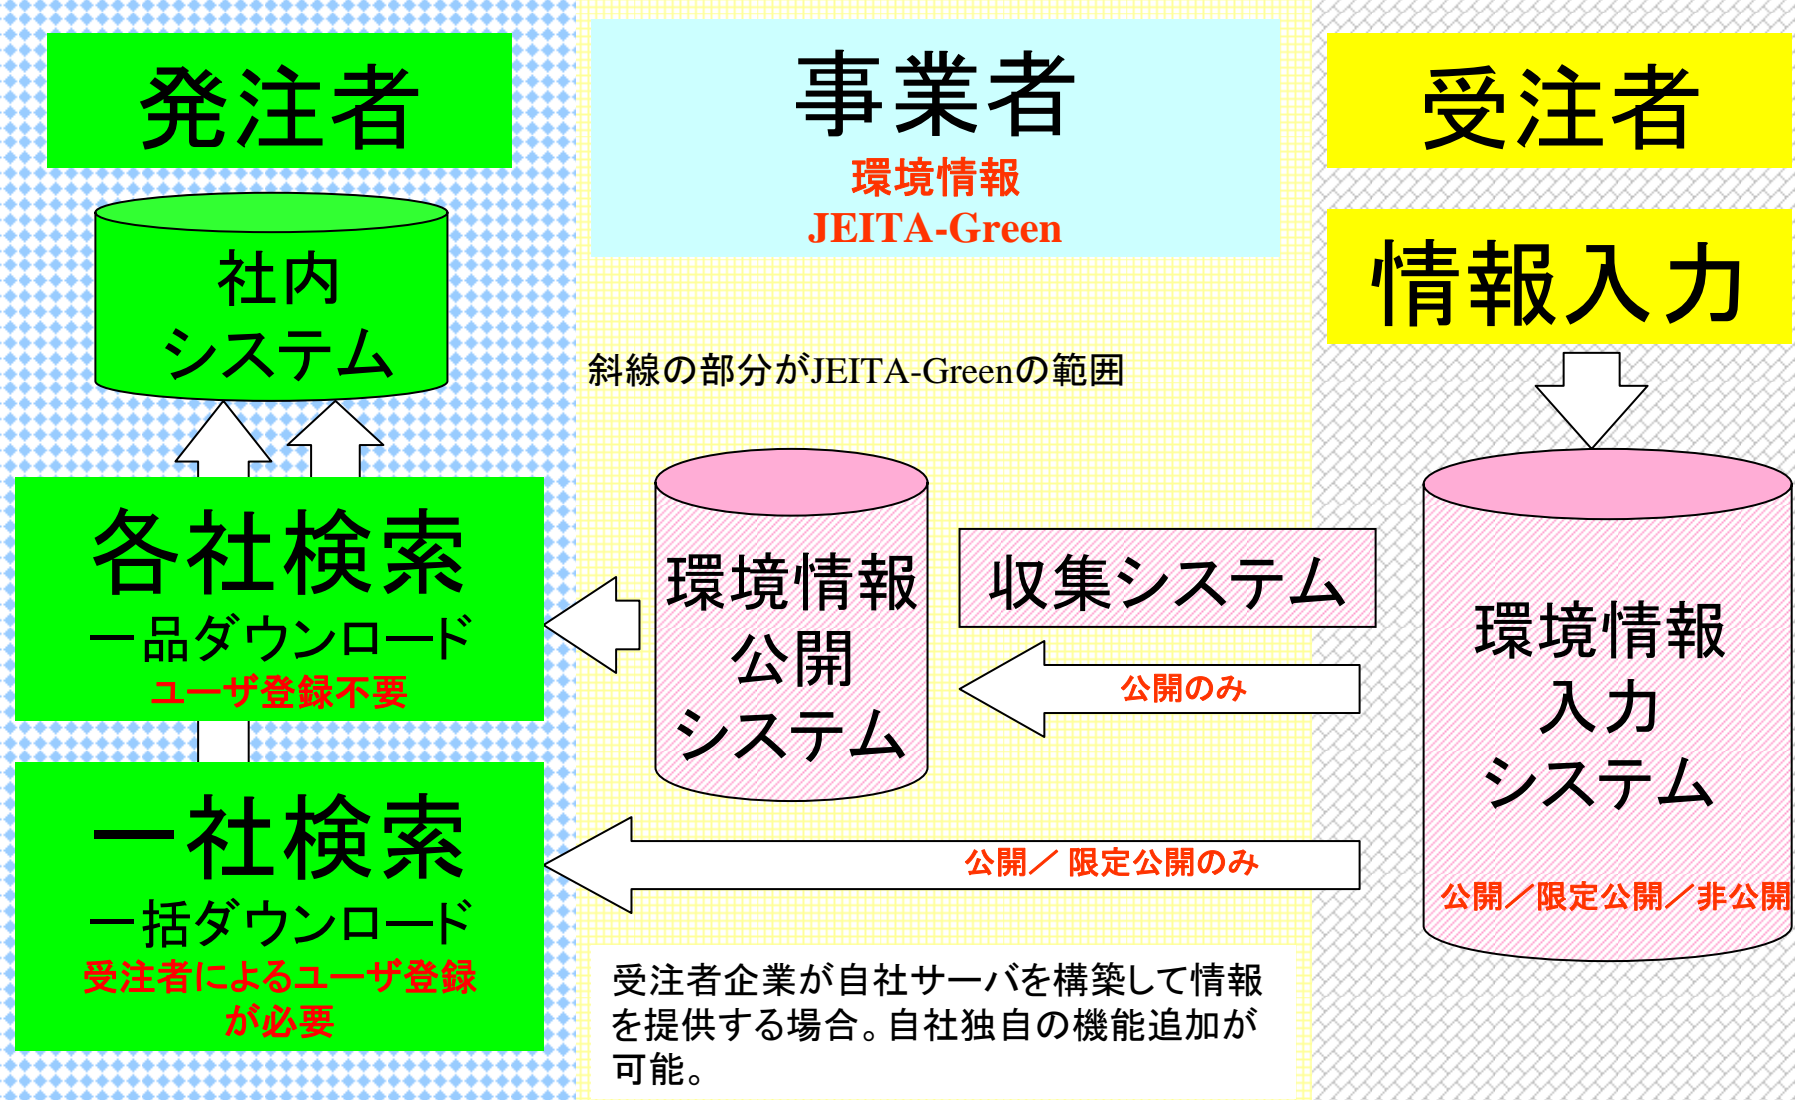 発注者
社内
システム
各社検索
一品ダウンロード
ユーザ登録不要
一社検索
一括ダウンロード
受注者によるユーザ登録
が必要
事業者
環境情報
JEITA-Green
斜線の部分がJEITA-Greenの範囲
環境情報
公開
システム
収集システム
公開のみ
公開／限定公開のみ
受注者企業が自社サーバを構築して情報
を提供する場合。自社独自の機能追加が
可能。
受注者
情報入力
環境情報
入力
システム
公開／限定公開／非公開